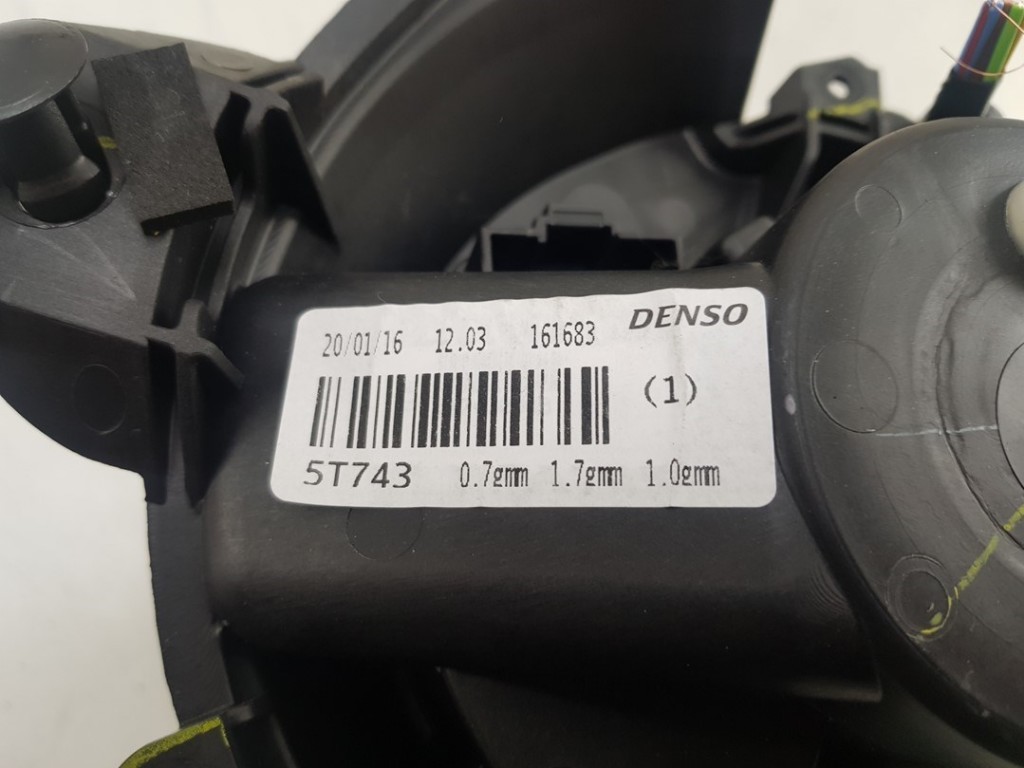 20/01/16 12.03 161683 DENSO
(1)
5T743 0.7gmm 1.7gmm 1.0gmm